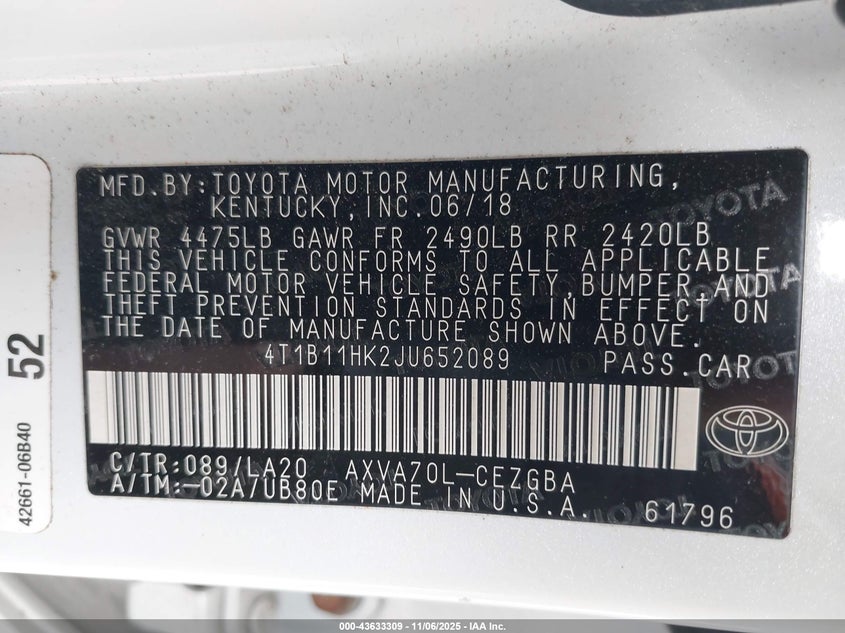 MFD.BY:TOYOTA MOTOR MANUFACTURING,
KENTUCKY,INC.06/18
GVWR 4475LB GAWR FR 2490LB RR 2420LB
THIS VEHICLE CONFORMS TO ALL APPLICABLE
FEDERAL MOTOR VEHICLE SAFETY,BUMPER,AND
THEFT PREVENTION STANDARDS IN EFFECT ON
THE DATE OF MANUFACTURE SHOWN ABOVE.
4T1B11HK2JU652089 PASS.CAR
C/TR:089/LA20 AXVA70L-CEZGBA
A/TM:-02A/UB80E MADE IN U.S.A.
61796
TOYOTA
52
42661-06B40
000-43633309 | 11/06/2025 - IAA Inc.